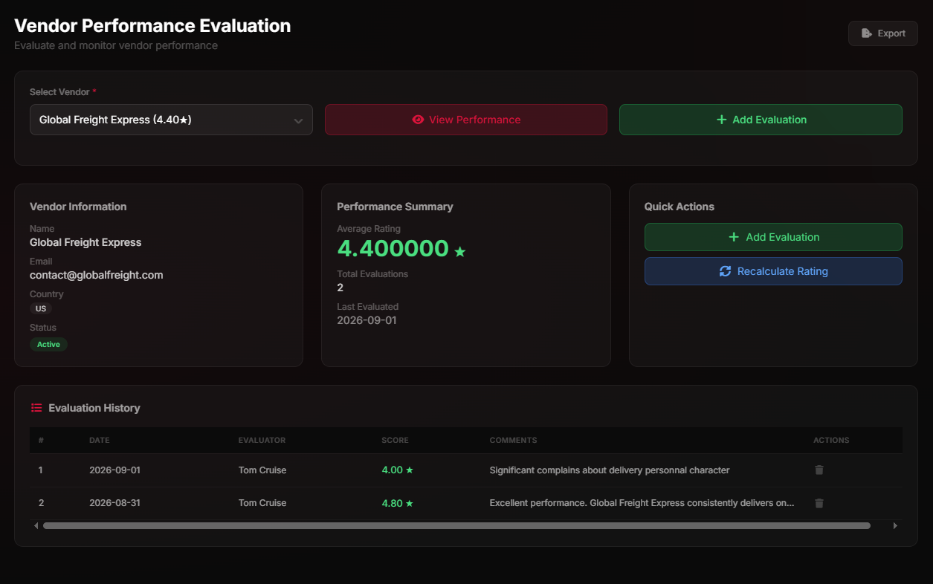 Vendor Performance Evaluation
Evaluate and monitor vendor performance
Export
Select Vendor *
Global Freight Express (4.40★)
View Performance
+ Add Evaluation
Vendor Information
Name
Global Freight Express
Email
contact@globalfreight.com
Country
US
Status
Active
Performance Summary
Average Rating
4.400000 ★
Total Evaluations
2
Last Evaluated
2026-09-01
Quick Actions
+ Add Evaluation
Recalculate Rating
Evaluation History
# DATE EVALUATOR SCORE COMMENTS ACTIONS
1 2026-09-01 Tom Cruise 4.00 ★ Significant complains about delivery personnal character
2 2026-08-31 Tom Cruise 4.80 ★ Excellent performance. Global Freight Express consistently delivers on...